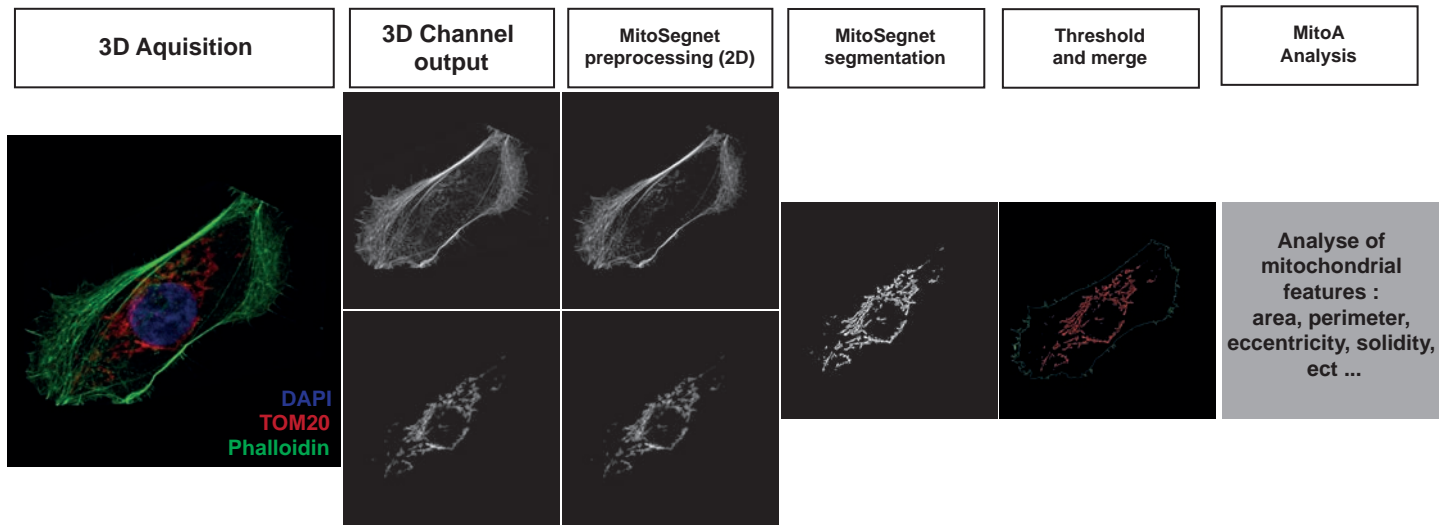 3D Aquisition
3D Channel
output
MitoSegnet
preprocessing (2D)
MitoSegnet
segmentation
Threshold
and merge
MitoA
Analysis
DAPI
TOM20
Phalloidin
Analyse of
mitochondrial
features :
area, perimeter,
eccentricity, solidity,
ect ...